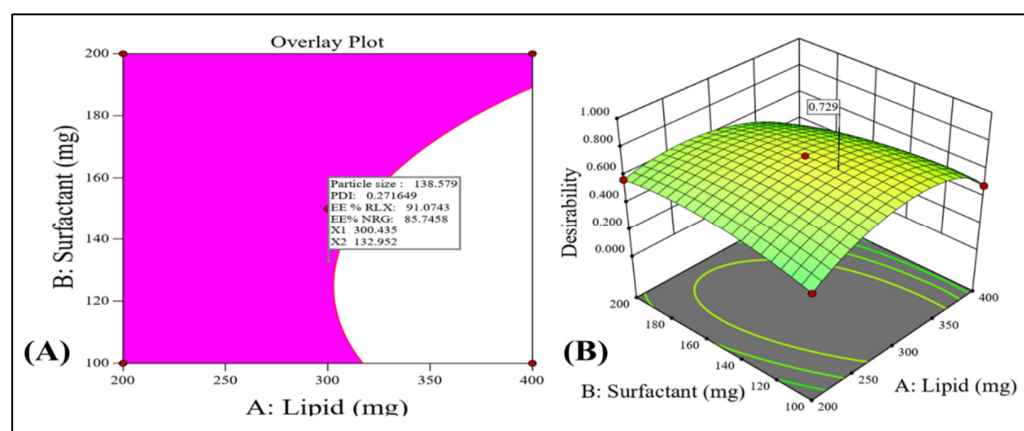 Overlay Plot
B: Surfactant (mg)
200
180
160
140
120
100
Particle size : 138.579
PDI: 0.271649
EE % RLX: 91.0743
EE% NRG: 85.7458
X1 300.435
X2 132.952
200 250 300 350 400
A: Lipid (mg)
(A)
0.729
Desirability
1.000
0.800
0.600
0.400
0.200
0.000
200
180
160
140
120
100
200
250
300
350
400
B: Surfactant (mg)
A: Lipid (mg)
(B)